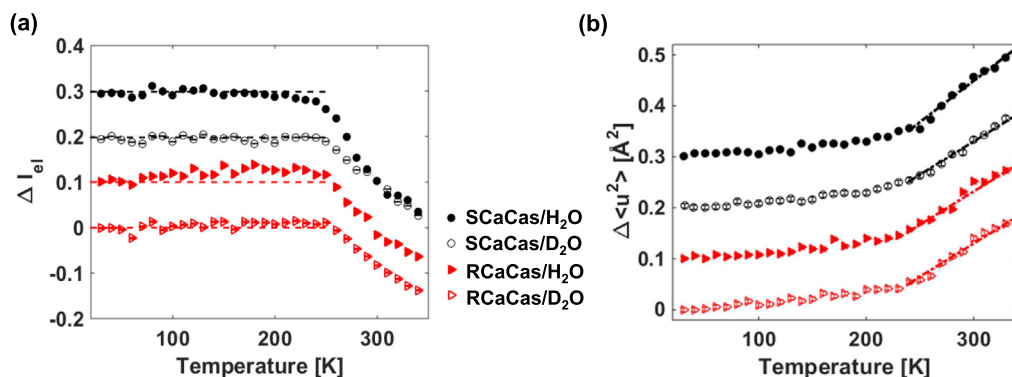 (a)
0.4
0.3
0.2
0.1
0
-0.1
-0.2
Δ I_el
100 200 300
Temperature [K]
SCaCas/H₂O
SCaCas/D₂O
RCaCas/H₂O
RCaCas/D₂O
(b)
0.5
0.4
0.3
0.2
0.1
0
Δ<u²> [Å²]
100 200 300
Temperature [K]